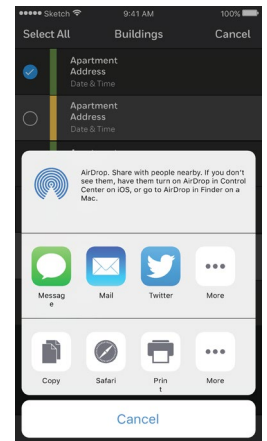 Sketch 9:41 AM 100%
Select All Buildings Cancel
Apartment
Address
Date & Time
Apartment
Address
Date & Time
AirDrop. Share with people nearby. If you don't
see them, have them turn on AirDrop in Control
Center on iOS, or go to AirDrop in Finder on a
Mac.
Messag
e
Mail
Twitter
More
Copy
Safari
Prin
t
More
Cancel